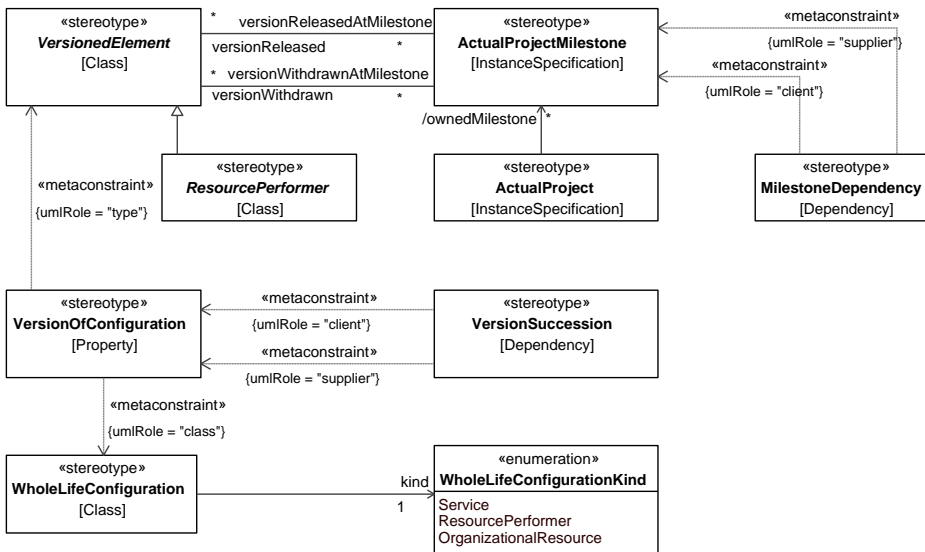 «stereotype»
VersionedElement
[Class]
*
versionReleasedAtMilestone
versionReleased
*
* versionWithdrawnAtMilestone
versionWithdrawn
*
«stereotype»
ActualProjectMilestone
[InstanceSpecification]
«metaconstraint»
{umlRole = "supplier"}
«metaconstraint»
{umlRole = "client"}
/ownedMilestone *
«metaconstraint»
{umlRole = "type"}
«stereotype»
ResourcePerformer
[Class]
«stereotype»
ActualProject
[InstanceSpecification]
«stereotype»
MilestoneDependency
[Dependency]
«stereotype»
VersionOfConfiguration
[Property]
«metaconstraint»
{umlRole = "client"}
«metaconstraint»
{umlRole = "supplier"}
«stereotype»
VersionSuccession
[Dependency]
«metaconstraint»
{umlRole = "class"}
«stereotype»
WholeLifeConfiguration
[Class]
kind
1
«enumeration»
WholeLifeConfigurationKind
Service
ResourcePerformer
OrganizationalResource